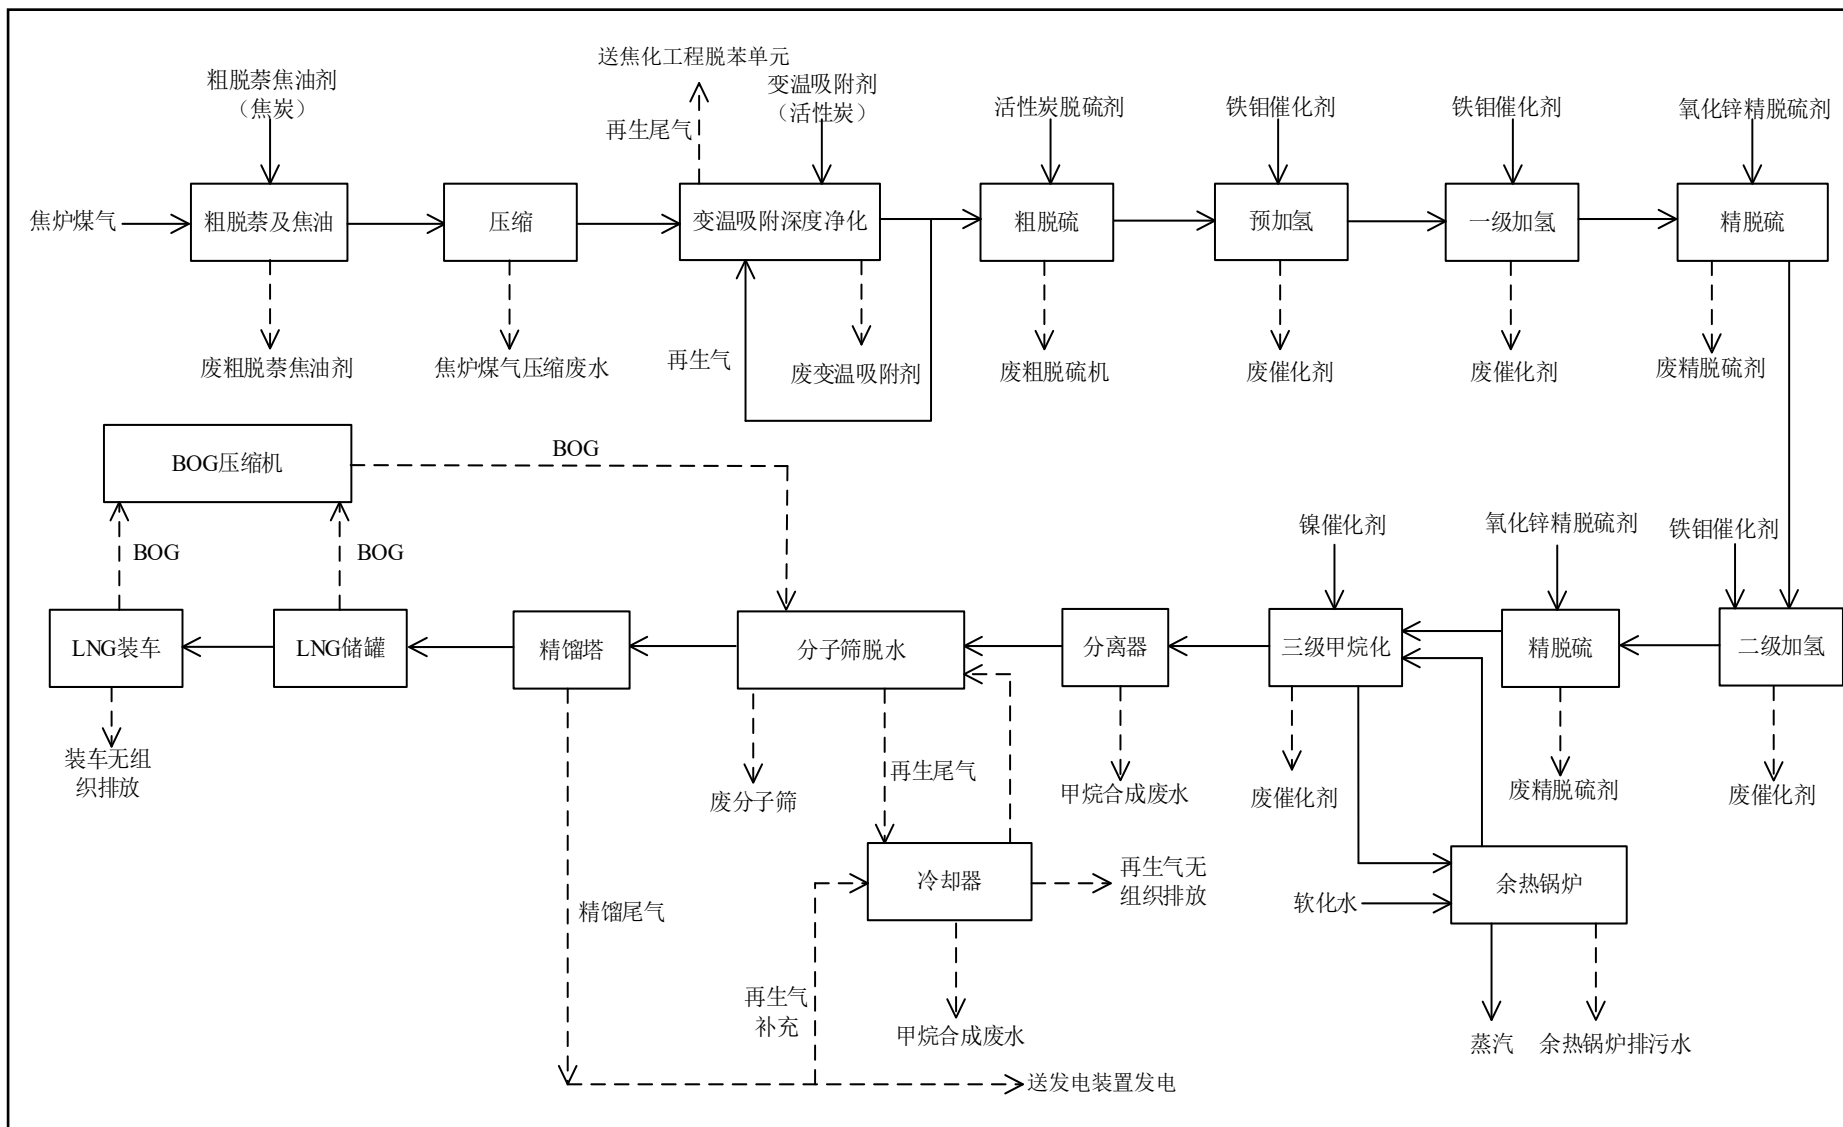 送焦化工程脱苯单元
粗脱萘焦油剂
（焦炭）
变温吸附剂
（活性炭）
活性炭脱硫剂
铁钼催化剂
铁钼催化剂
氧化锌精脱硫剂
再生尾气
焦炉煤气
粗脱萘及焦油
压缩
变温吸附深度净化
粗脱硫
预加氢
一级加氢
精脱硫
废粗脱萘焦油剂
焦炉煤气压缩废水
再生气
废变温吸附剂
废粗脱硫机
废催化剂
废催化剂
废精脱硫剂
BOG压缩机
BOG
BOG
BOG
镍催化剂
氧化锌精脱硫剂
铁钼催化剂
LNG装车
LNG储罐
精馏塔
分子筛脱水
分离器
三级甲烷化
精脱硫
二级加氢
装车无组
织排放
废分子筛
再生尾气
甲烷合成废水
废催化剂
废精脱硫剂
废催化剂
精馏尾气
冷却器
再生气无
组织排放
软化水
余热锅炉
再生气
补充
甲烷合成废水
蒸汽
余热锅炉排污水
送发电装置发电